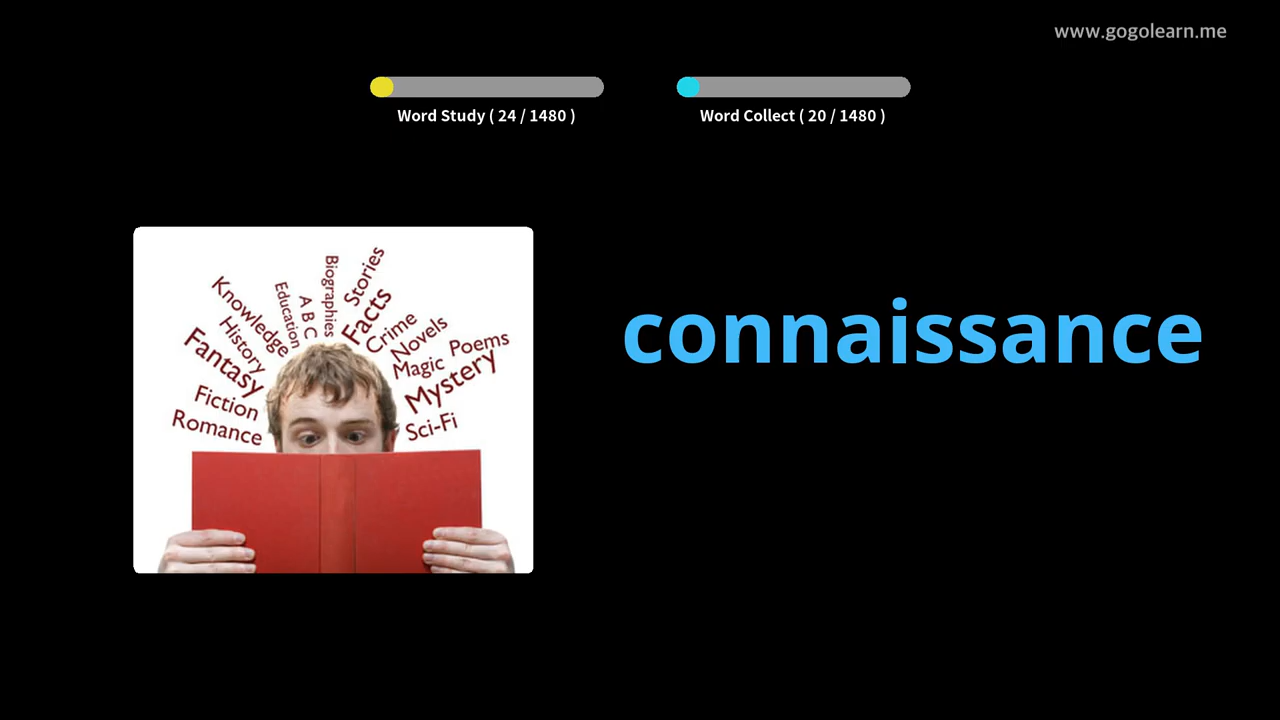 www.gogolearn.me
Word Study ( 24 / 1480 )
Word Collect ( 20 / 1480 )
connaissance
Romance
Fiction
Fantasy
History
Knowledge
Education
A B C
Biographies
Stories
Facts
Crime
Novels
Magic
Poems
Mystery
Sci-Fi